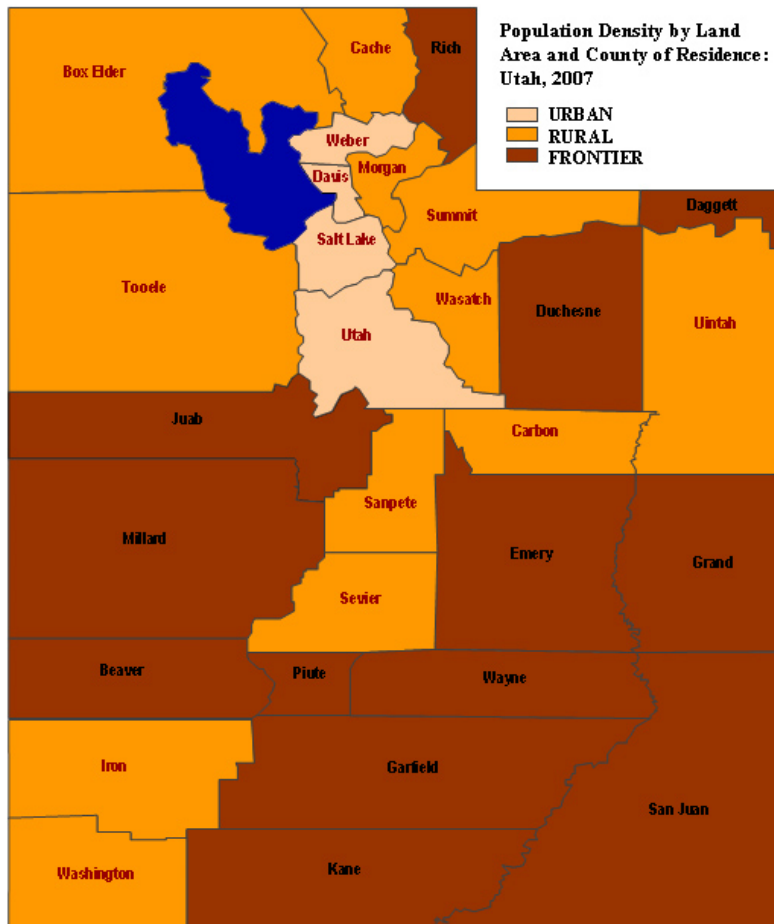 Population Density by Land
Area and County of Residence:
Utah, 2007
URBAN
RURAL
FRONTIER
Cache
Rich
Box Elder
Weber
Morgan
Davis
Daggett
Summit
Salt Lake
Tooele
Wasatch
Duchesne
Uintah
Utah
Juab
Carbon
Sanpete
Millard
Emery
Grand
Sevier
Beaver
Piute
Wayne
Iron
Garfield
San Juan
Kane
Washington